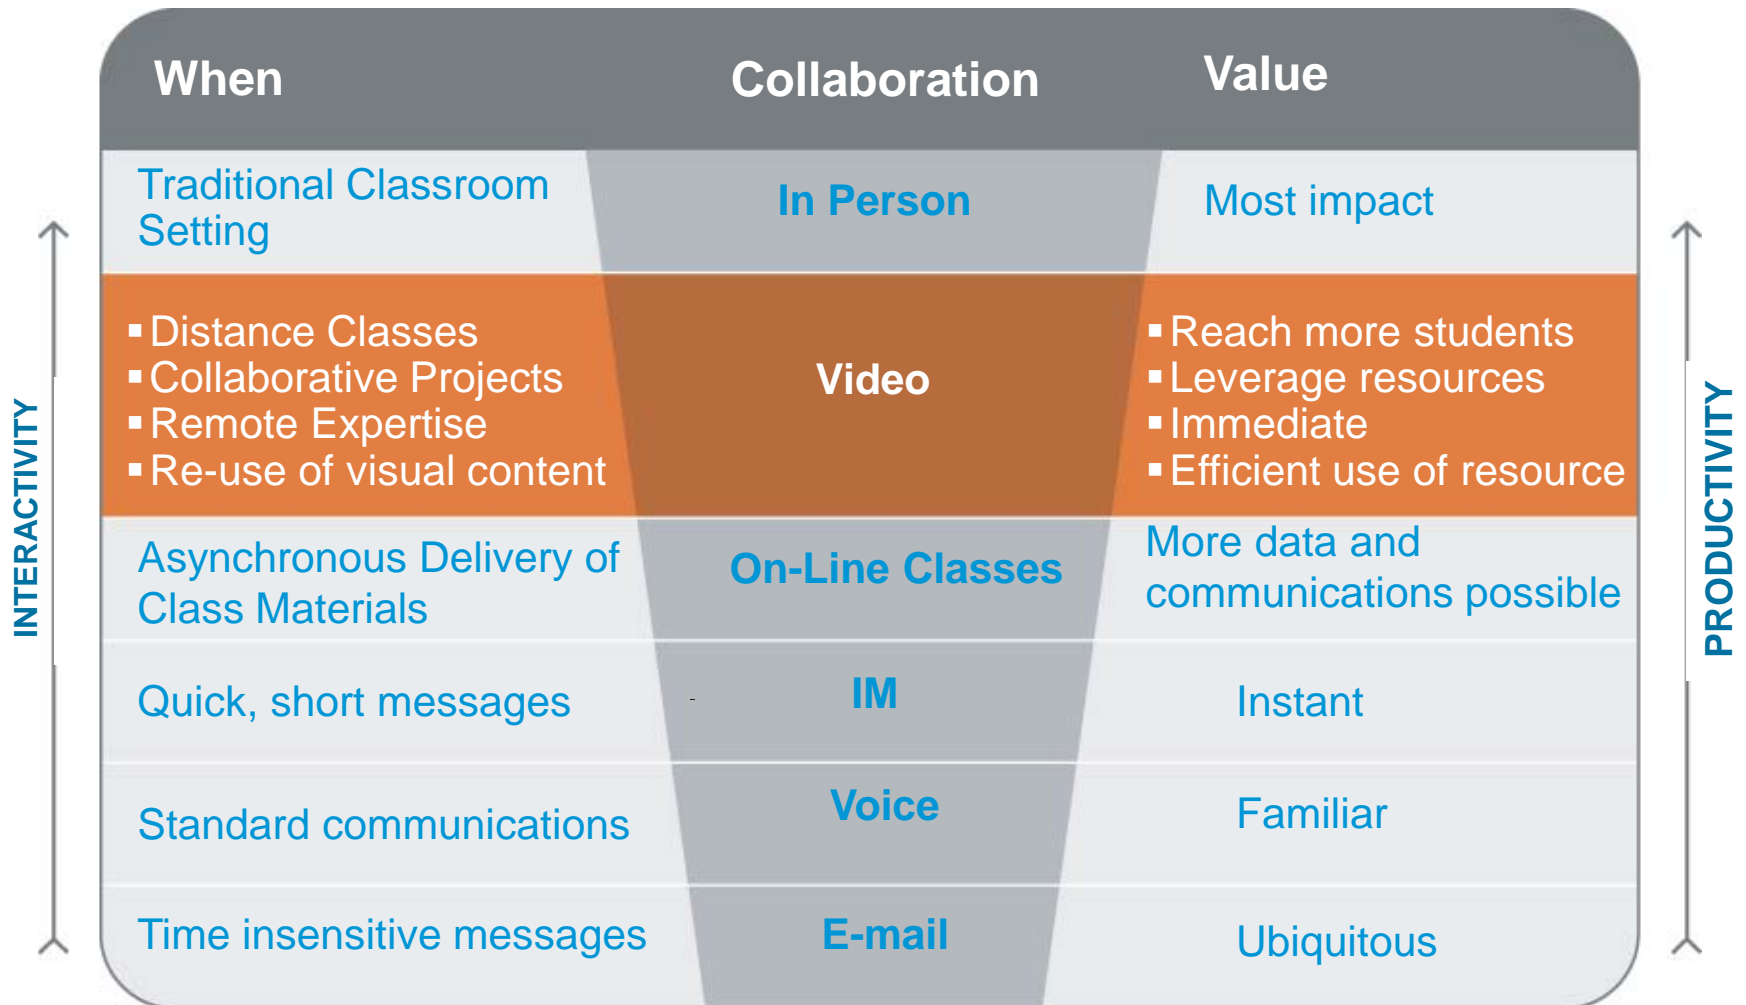 When
Collaboration
Value
Traditional Classroom
Setting
In Person
Most impact
▪Distance Classes
▪Collaborative Projects
▪Remote Expertise
▪Re-use of visual content
Video
▪Reach more students
▪Leverage resources
▪Immediate
▪Efficient use of resource
Asynchronous Delivery of
Class Materials
On-Line Classes
More data and
communications possible
Quick, short messages
-
IM
Instant
Standard communications
Voice
Familiar
Time insensitive messages
E-mail
Ubiquitous
INTERACTIVITY
PRODUCTIVITY